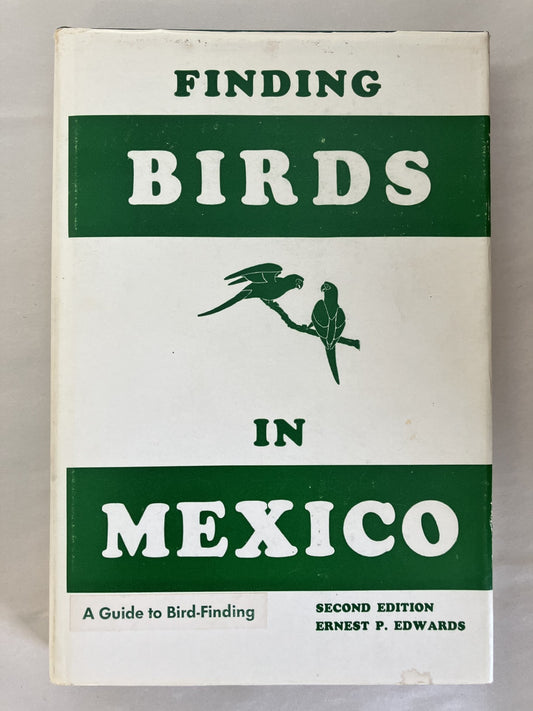 FINDING
BIRDS
IN
MEXICO
A Guide to Bird-Finding
SECOND EDITION
ERNEST P. EDWARDS